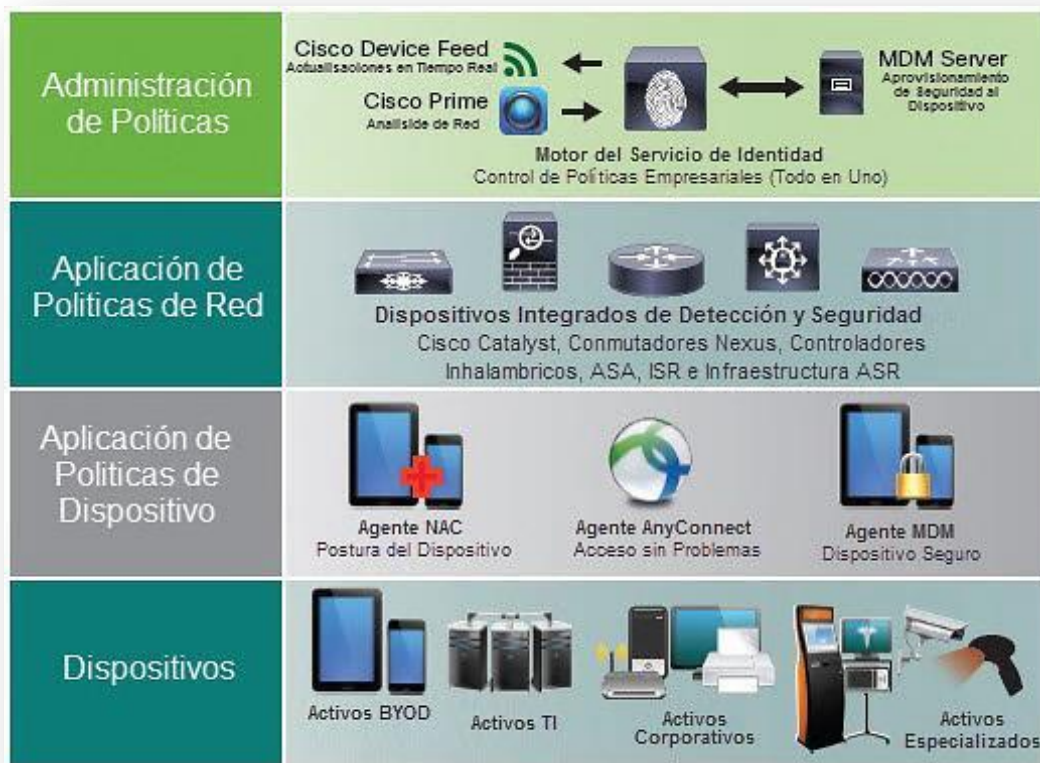 Administración
de Políticas
Cisco Device Feed
Actualisaciones en Tiempo Real
Cisco Prime
Analiside de Red
MDM Server
Aprovisionamiento
de Seguridad al
Dispositivo
Motor del Servicio de Identidad
Control de Políticas Empresariales (Todo en Uno)
Aplicación de
Politicas de Red
Dispositivos Integrados de Detección y Seguridad
Cisco Catalyst, Conmutadores Nexus, Controladores
Inhalambricos, ASA, ISR e Infraestructura ASR
Aplicación de
Politicas de
Dispositivo
Agente NAC
Postura del Dispositivo
Agente AnyConnect
Acceso sin Problemas
Agente MDM
Dispositivo Seguro
Dispositivos
Activos BYOD
Activos TI
Activos
Corporativos
Activos
Especializados